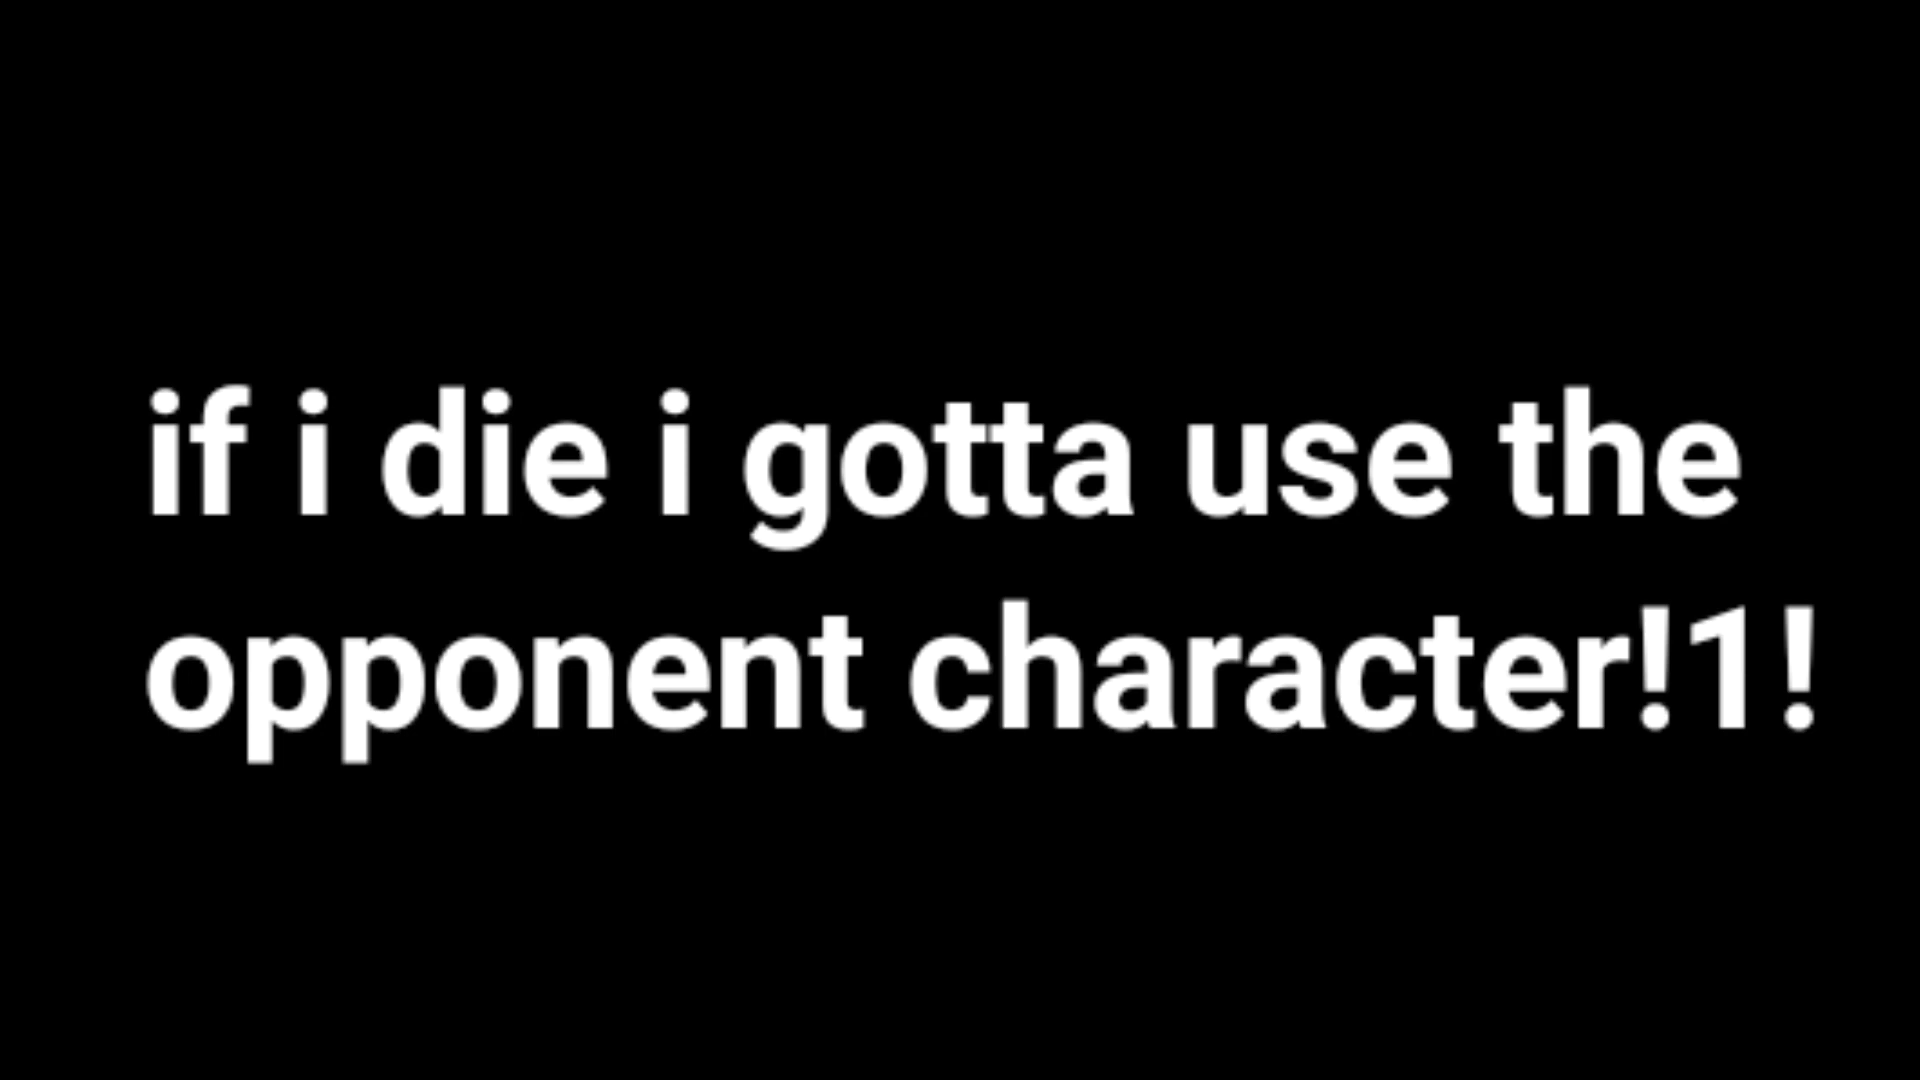 if i die i gotta use the
opponent character!1!